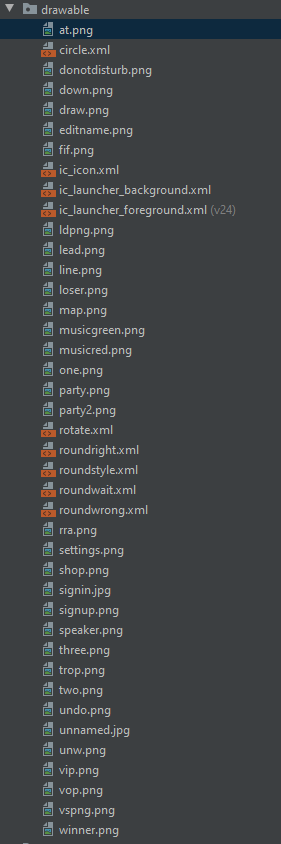 drawable
at.png
circle.xml
donotdisturb.png
down.png
draw.png
editname.png
fif.png
ic_icon.xml
ic_launcher_background.xml
ic_launcher_foreground.xml (v24)
ldpng.png
lead.png
line.png
loser.png
map.png
musicgreen.png
musicred.png
one.png
party.png
party2.png
rotate.xml
roundright.xml
roundstyle.xml
roundwait.xml
roundwrong.xml
rra.png
settings.png
shop.png
signin.jpg
signup.png
speaker.png
three.png
trop.png
two.png
undo.png
unnamed.jpg
unw.png
vip.png
vop.png
vspng.png
winner.png